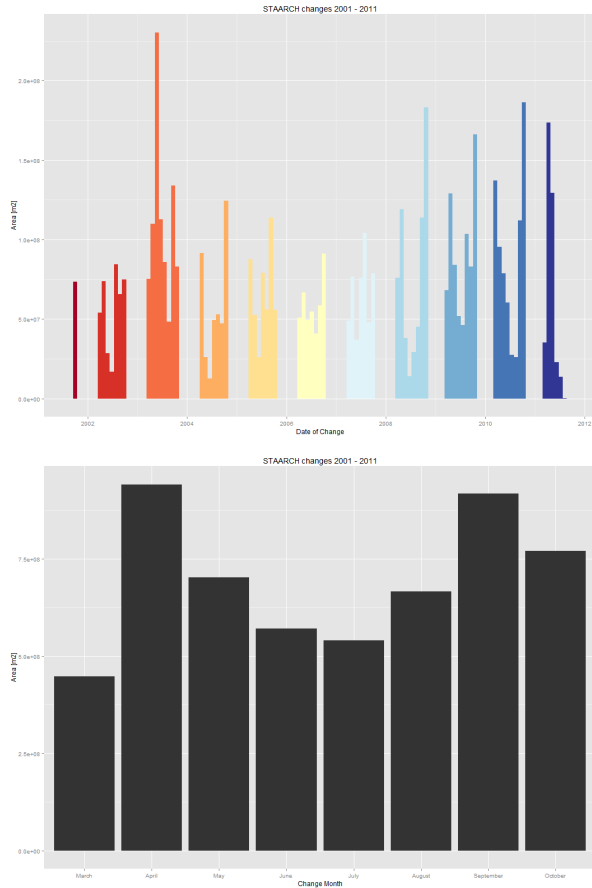 STAARCH changes 2001 - 2011
Area [m2]
2.0e+08
1.5e+08
1.0e+08
5.0e+07
0.0e+00
2002 2004 2006 2008 2010 2012
Date of Change
STAARCH changes 2001 - 2011
Area [m2]
7.5e+08
5.0e+08
2.5e+08
0.0e+00
March April May June July August September October
Change Month